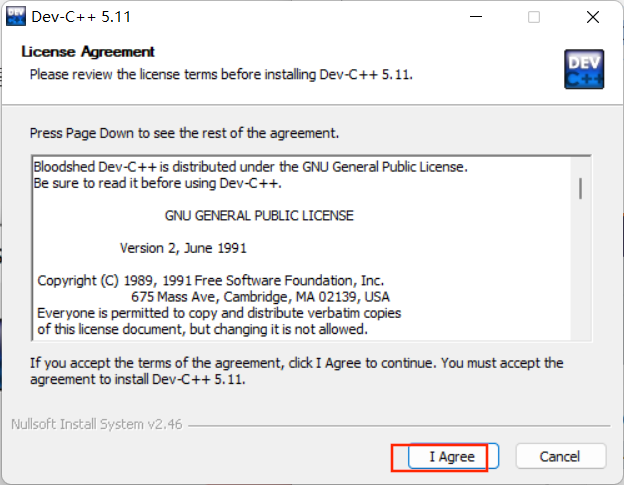 Dev-C++ 5.11
License Agreement
Please review the license terms before installing Dev-C++ 5.11.
DEV
C++
Press Page Down to see the rest of the agreement.
Bloodshed Dev-C++ is distributed under the GNU General Public License.
Be sure to read it before using Dev-C++.
GNU GENERAL PUBLIC LICENSE
Version 2, June 1991
Copyright (C) 1989, 1991 Free Software Foundation, Inc.
675 Mass Ave, Cambridge, MA 02139, USA
Everyone is permitted to copy and distribute verbatim copies
of this license document, but changing it is not allowed.
If you accept the terms of the agreement, click I Agree to continue. You must accept the
agreement to install Dev-C++ 5.11.
Nullsoft Install System v2.46
I Agree
Cancel